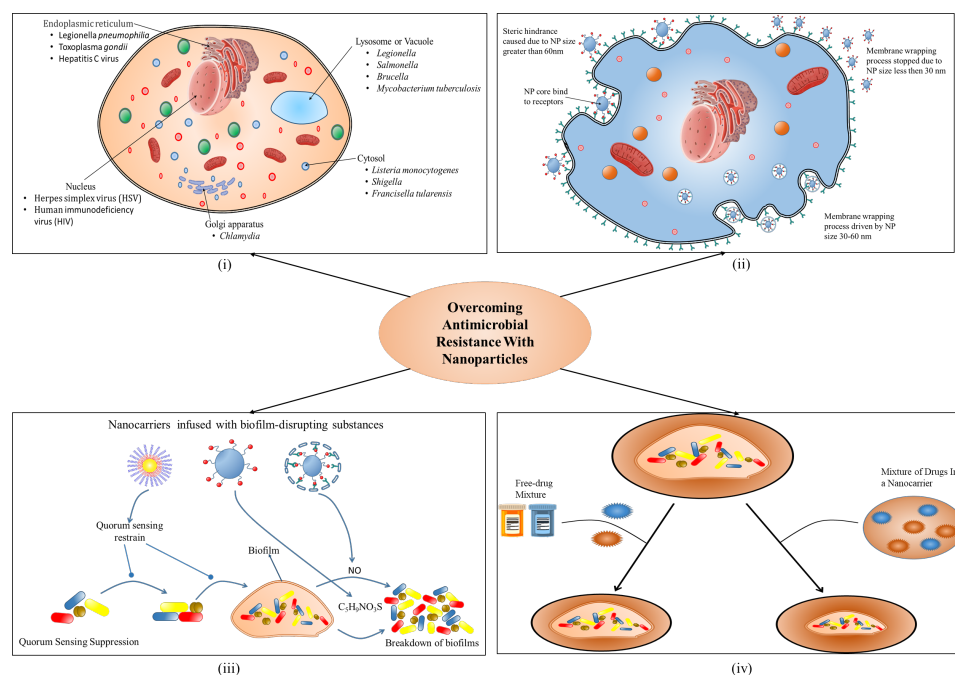 Endoplasmic reticulum
• Legionella pneumophilia
• Toxoplasma gondii
• Hepatitis C virus
Lysosome or Vacuole
• Legionella
• Salmonella
• Brucella
• Mycobacterium tuberculosis
Cytosol
• Listeria monocytogenes
• Shigella
• Francisella tularensis
Nucleus
• Herpes simplex virus (HSV)
• Human immunodeficiency
virus (HIV)
Golgi apparatus
• Chlamydia
(i)
Steric hindrance
caused due to NP size
greater than 60nm
Membrane wrapping
process stopped due to
NP size less then 30 nm
NP core bind
to receptors
Membrane wrapping
process driven by NP
size 30-60 nm
(ii)
Overcoming
Antimicrobial
Resistance With
Nanoparticles
Nanocarriers infused with biofilm-disrupting substances
Quorum sensing
restrain
Biofilm
NO
C₅H₉NO₃S
Quorum Sensing Suppression
Breakdown of biofilms
(iii)
Free-drug
Mixture
Mixture of Drugs In
a Nanocarrier
(iv)